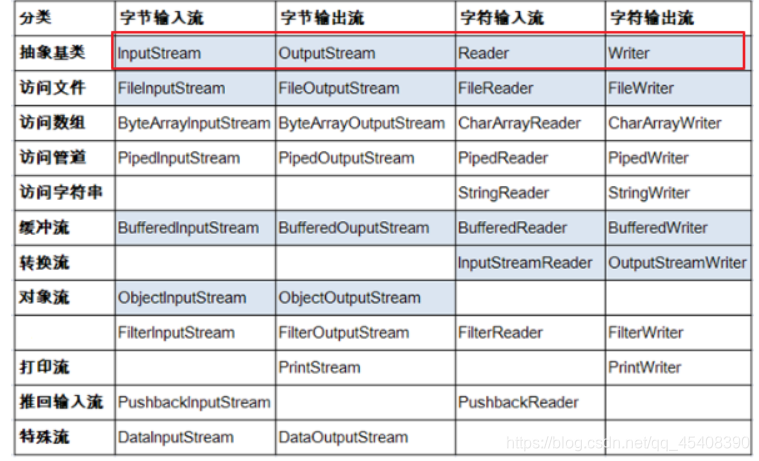 分类 字节输入流 字节输出流 字符输入流 字符输出流
抽象基类 InputStream OutputStream Reader Writer
访问文件 FileInputStream FileOutputStream FileReader FileWriter
访问数组 ByteArrayInputStream ByteArrayOutputStream CharArrayReader CharArrayWriter
访问管道 PipedInputStream PipedOutputStream PipedReader PipedWriter
访问字符串 StringReader StringWriter
缓冲流 BufferedInputStream BufferedOuputStream BufferedReader BufferedWriter
转换流 InputStreamReader OutputStreamWriter
对象流 ObjectInputStream ObjectOutputStream
FilterInputStream FilterOutputStream FilterReader FilterWriter
打印流 PrintStream PrintWriter
推回输入流 PushbackInputStream PushbackReader
特殊流 DataInputStream DataOutputStream
https://blog.csdn.net/qq_45408390